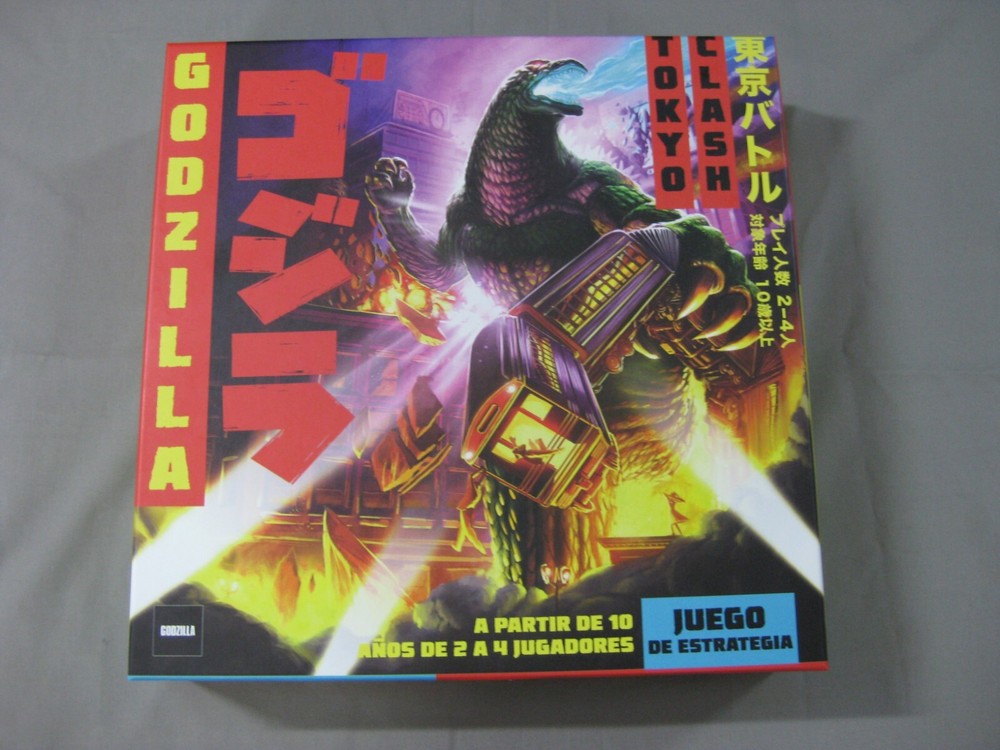 GODZILLA
ゴジラ
TOKYO
CLASH
東京バトル
プレイ人数 2-4人
対象年齢 10歳以上
GODZILLA
A PARTIR DE 10
AÑOS DE 2 A 4 JUGADORES
JUEGO
DE ESTRATEGIA